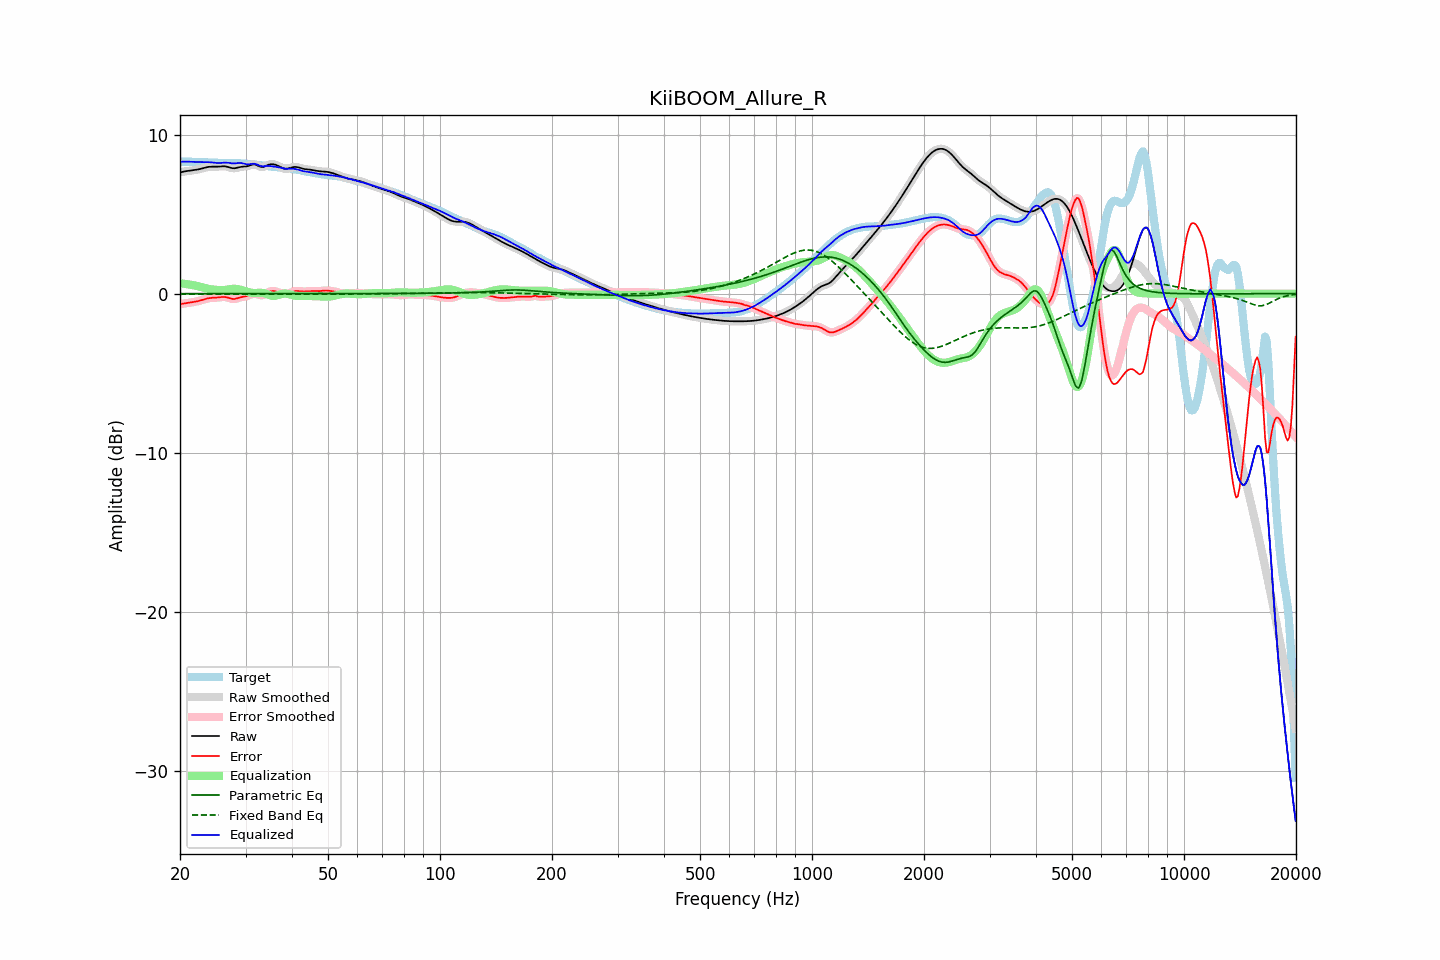 KiiBOOM_Allure_R
Amplitude (dBr)
10
0
−10
−20
−30
Target
Raw Smoothed
Error Smoothed
Raw
Error
Equalization
Parametric Eq
Fixed Band Eq
Equalized
20 50 100 200 500 1000 2000 5000 10000 20000
Frequency (Hz)